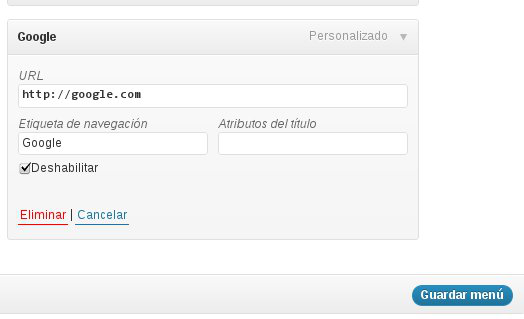 Google Personalizado
URL
http://google.com
Etiqueta de navegación Atributos del título
Google
Deshabilitar
Eliminar | Cancelar
Guardar menú